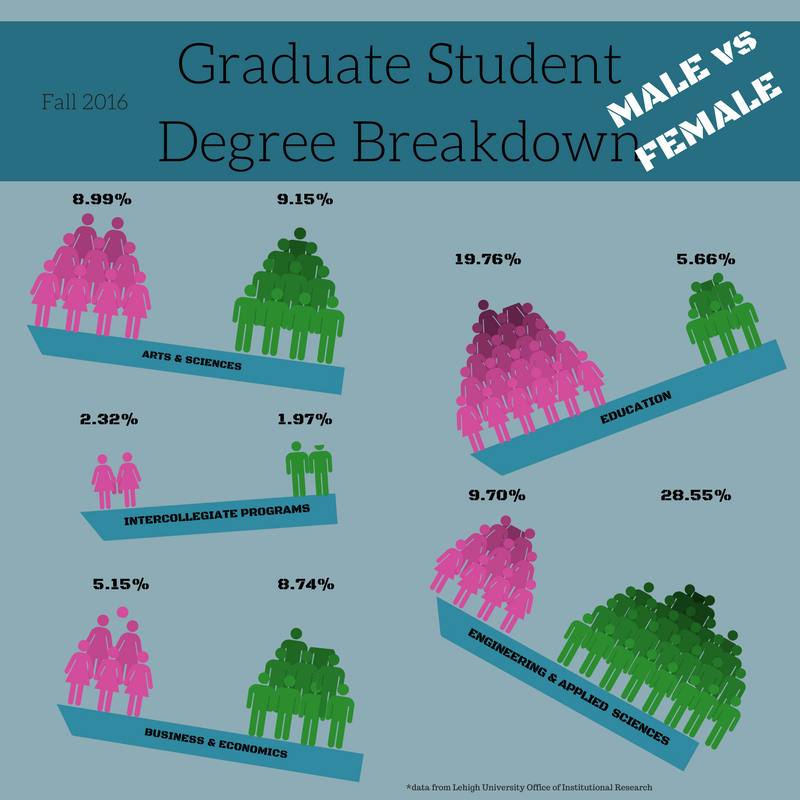 Graduate Student
Degree Breakdown
Fall 2016
MALE VS
FEMALE
8.99% 9.15%
ARTS & SCIENCES
19.76% 5.66%
EDUCATION
2.32% 1.97%
INTERCOLLEGIATE PROGRAMS
9.70% 28.55%
ENGINEERING & APPLIED SCIENCES
5.15% 8.74%
BUSINESS & ECONOMICS
*data from Lehigh University Office of Institutional Research